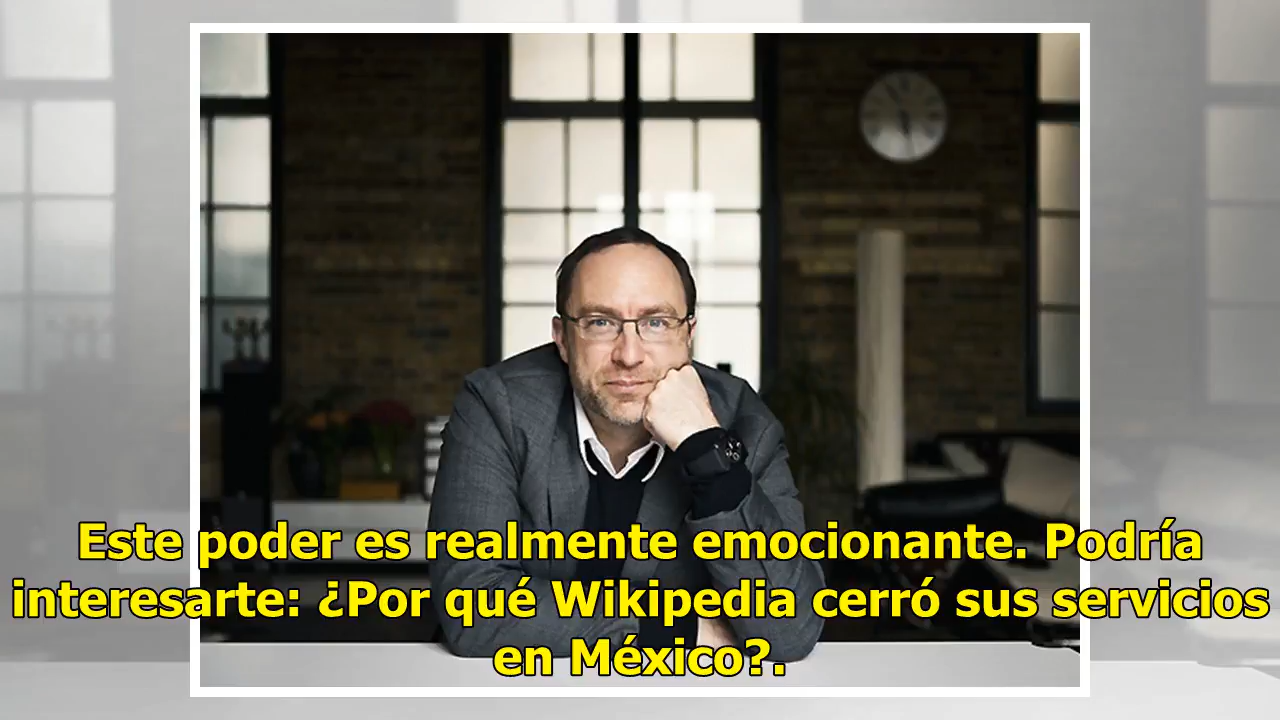 Este poder es realmente emocionante. Podría
interesarte: ¿Por qué Wikipedia cerró sus servicios
en México?.